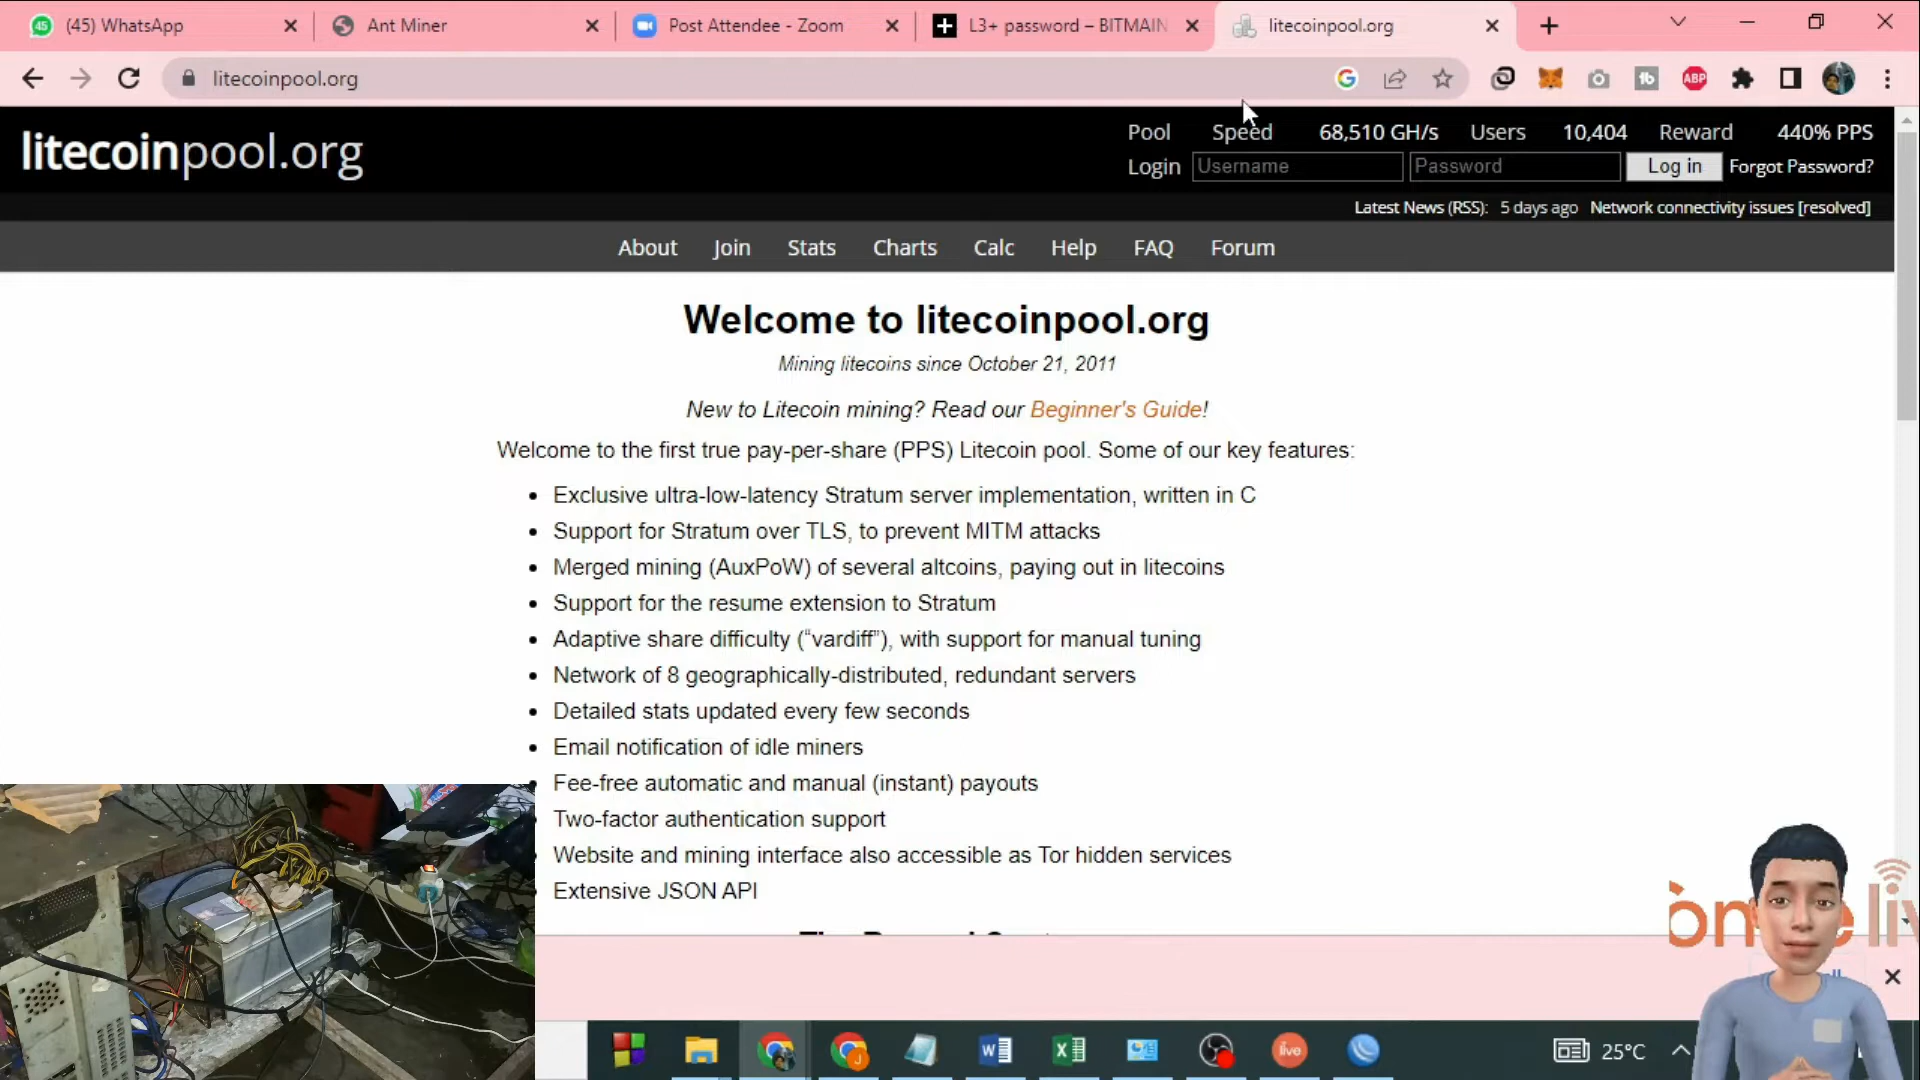 45 (45) WhatsApp
Ant Miner
Post Attendee - Zoom
L3+ password – BITMAIN
litecoinpool.org
litecoinpool.org
ABP
litecoinpool.org
Pool Speed 68,510 GH/s Users 10,404 Reward 440% PPS
Login Username Password Log in Forgot Password?
Latest News (RSS): 5 days ago Network connectivity issues [resolved]
About Join Stats Charts Calc Help FAQ Forum
Welcome to litecoinpool.org
Mining litecoins since October 21, 2011
New to Litecoin mining? Read our Beginner's Guide!
Welcome to the first true pay-per-share (PPS) Litecoin pool. Some of our key features:
Exclusive ultra-low-latency Stratum server implementation, written in C
Support for Stratum over TLS, to prevent MITM attacks
Merged mining (AuxPoW) of several altcoins, paying out in litecoins
Support for the resume extension to Stratum
Adaptive share difficulty (“vardiff”), with support for manual tuning
Network of 8 geographically-distributed, redundant servers
Detailed stats updated every few seconds
Email notification of idle miners
Fee-free automatic and manual (instant) payouts
Two-factor authentication support
Website and mining interface also accessible as Tor hidden services
Extensive JSON API
live
25°C